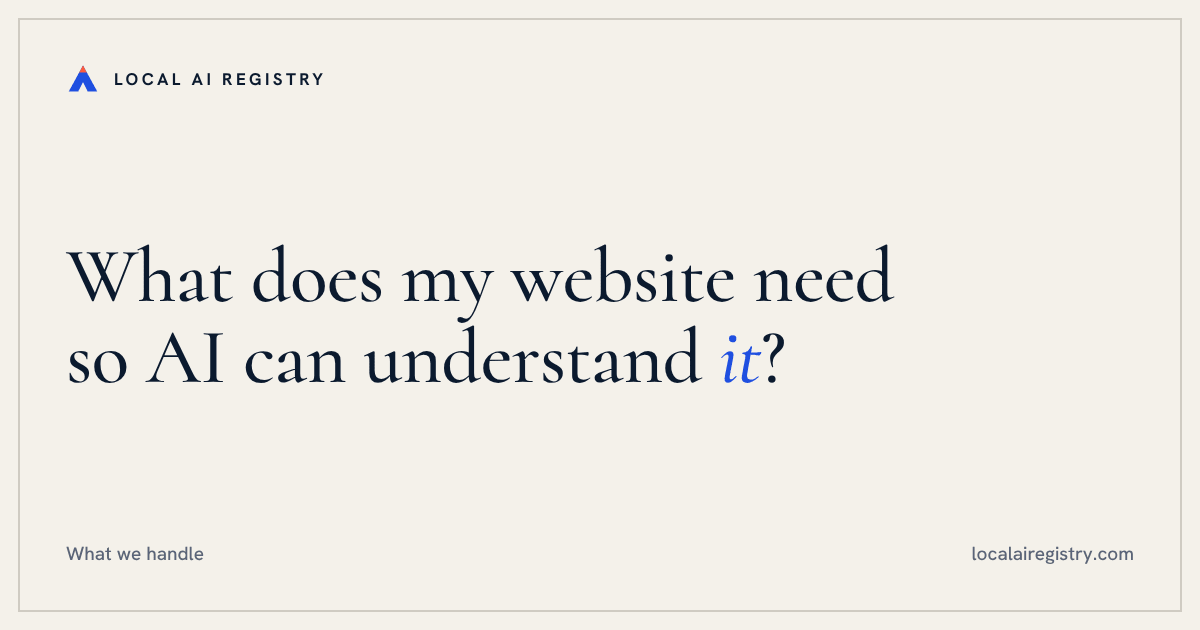 LOCAL AI REGISTRY
What does my website need
so AI can understand it?
What we handle
localairegistry.com